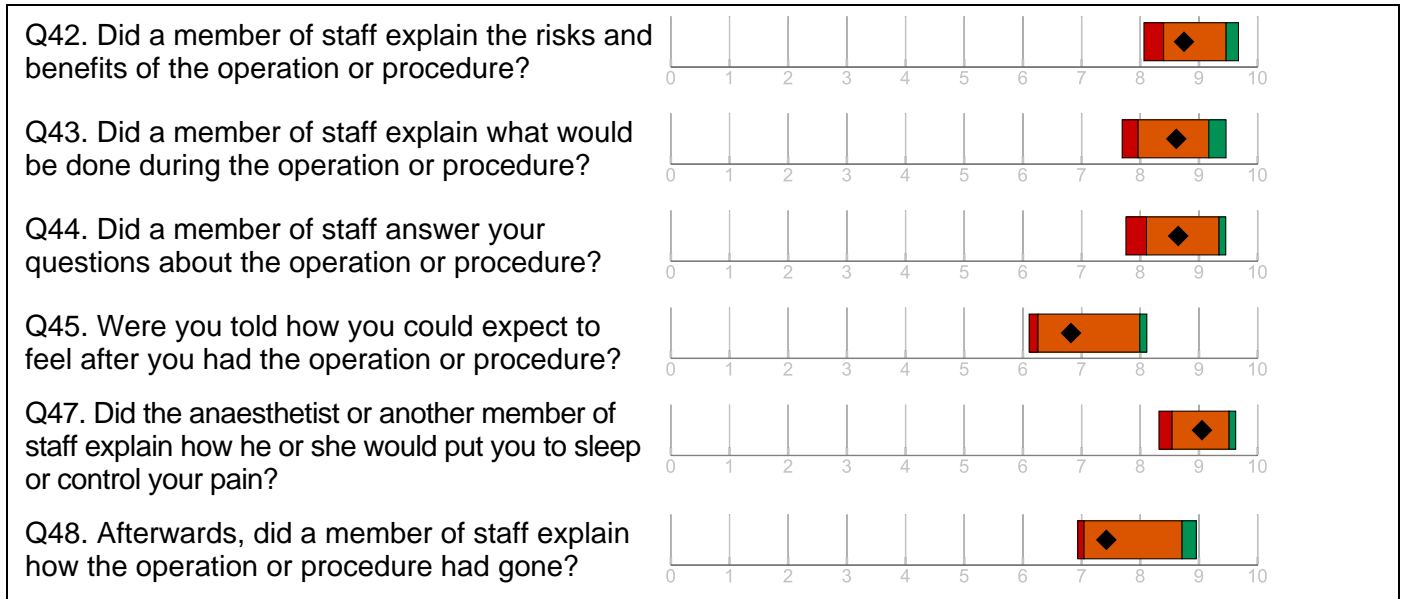 Q42. Did a member of staff explain the risks and
benefits of the operation or procedure?
0 1 2 3 4 5 6 7 8 9 10
Q43. Did a member of staff explain what would
be done during the operation or procedure?
0 1 2 3 4 5 6 7 8 9 10
Q44. Did a member of staff answer your
questions about the operation or procedure?
0 1 2 3 4 5 6 7 8 9 10
Q45. Were you told how you could expect to
feel after you had the operation or procedure?
0 1 2 3 4 5 6 7 8 9 10
Q47. Did the anaesthetist or another member of
staff explain how he or she would put you to sleep
or control your pain?
0 1 2 3 4 5 6 7 8 9 10
Q48. Afterwards, did a member of staff explain
how the operation or procedure had gone?
0 1 2 3 4 5 6 7 8 9 10